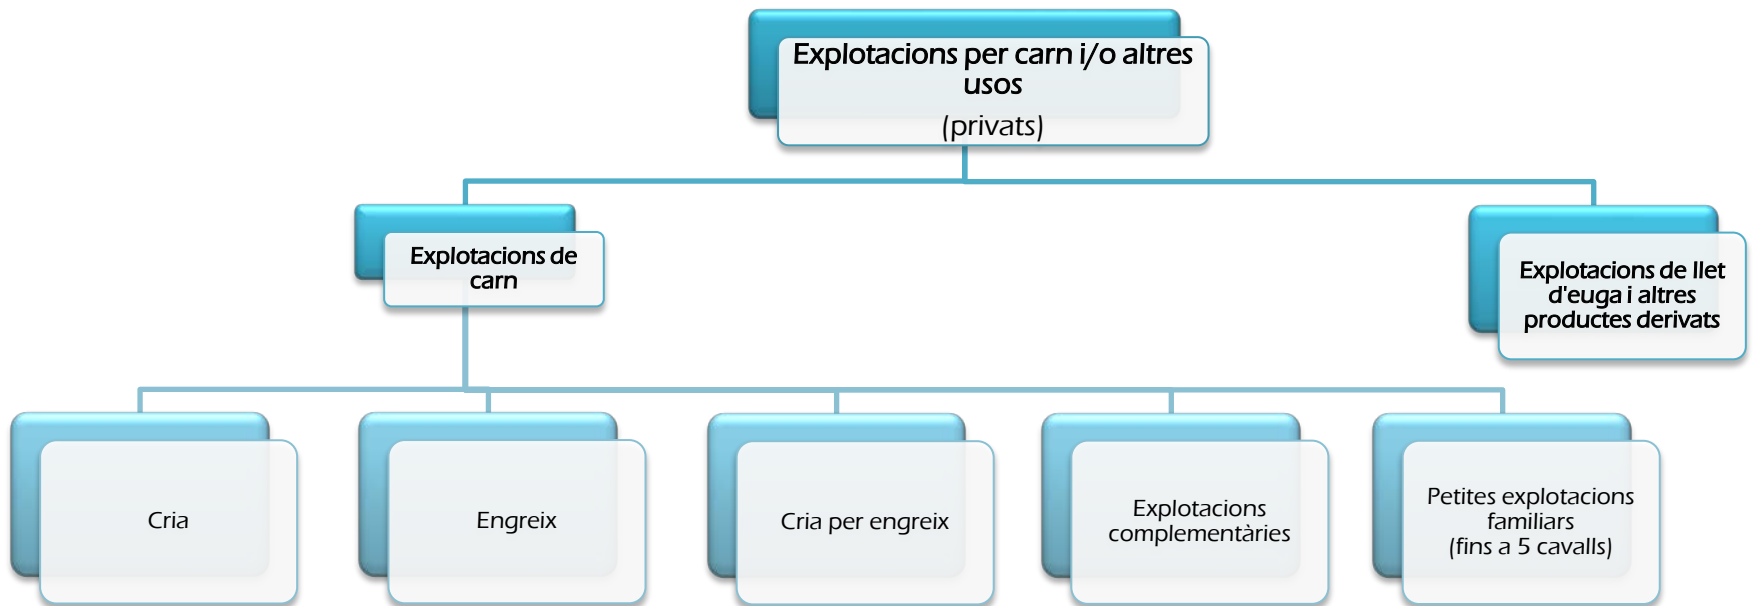 Explotacions per carn i/o altres
usos
(privats)
Explotacions de
carn
Explotacions de llet
d'euga i altres
productes derivats
Cria
Engreix
Cria per engreix
Explotacions
complementàries
Petites explotacions
familiars
(fins a 5 cavalls)